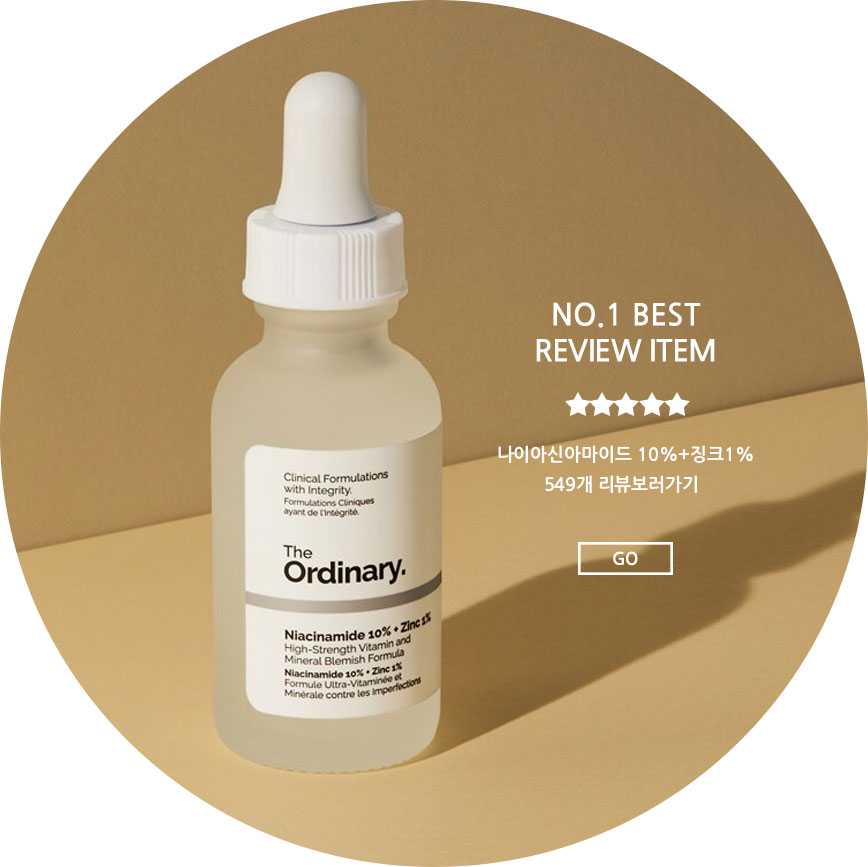 Clinical Formulations
with Integrity.
Formulations Cliniques
ayant de l'Intégrité.
The
Ordinary.
Niacinamide 10% + Zinc 1%
High-Strength Vitamin and
Mineral Blemish Formula
Niacinamide 10% + Zinc 1%
Formule Ultra-Vitaminée et
Minérale contre les Imperfections
NO.1 BEST
REVIEW ITEM
★★★★★
나이아신아마이드 10%+징크1%
549개 리뷰보러가기
GO